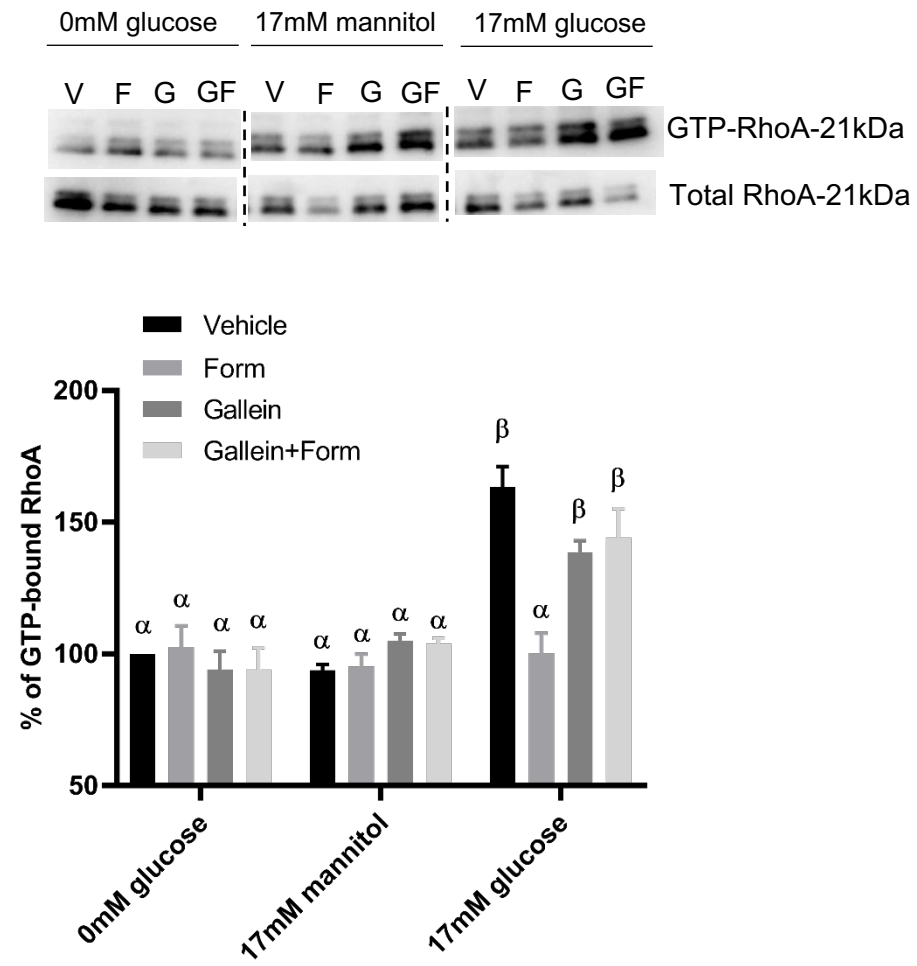 0mM glucose 17mM mannitol 17mM glucose
V F G GF V F G GF V F G GF
GTP-RhoA-21kDa
Total RhoA-21kDa
Vehicle
Form
Gallein
Gallein+Form
% of GTP-bound RhoA
200
150
100
50
α α α α α α α α β α β β
0mM glucose
17mM mannitol
17mM glucose